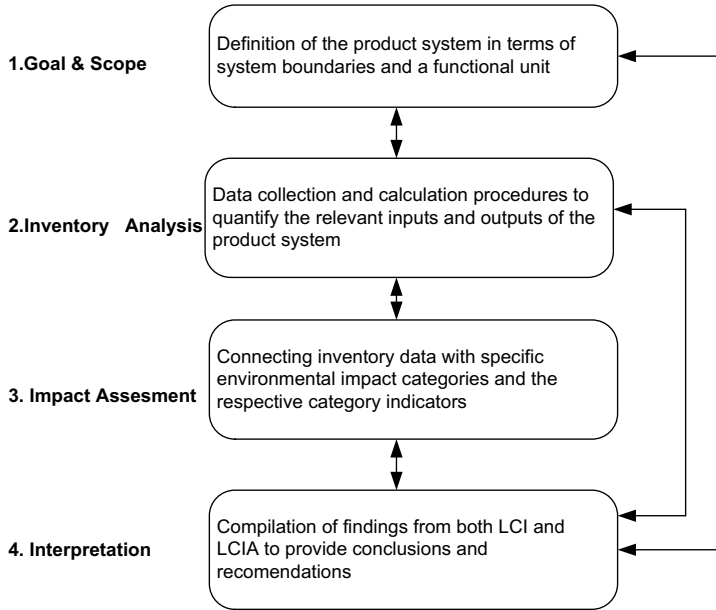 1.Goal & Scope
Definition of the product system in terms of
system boundaries and a functional unit
2.Inventory Analysis
Data collection and calculation procedures to
quantify the relevant inputs and outputs of the
product system
3. Impact Assesment
Connecting inventory data with specific
environmental impact categories and the
respective category indicators
4. Interpretation
Compilation of findings from both LCI and
LCIA to provide conclusions and
recomendations